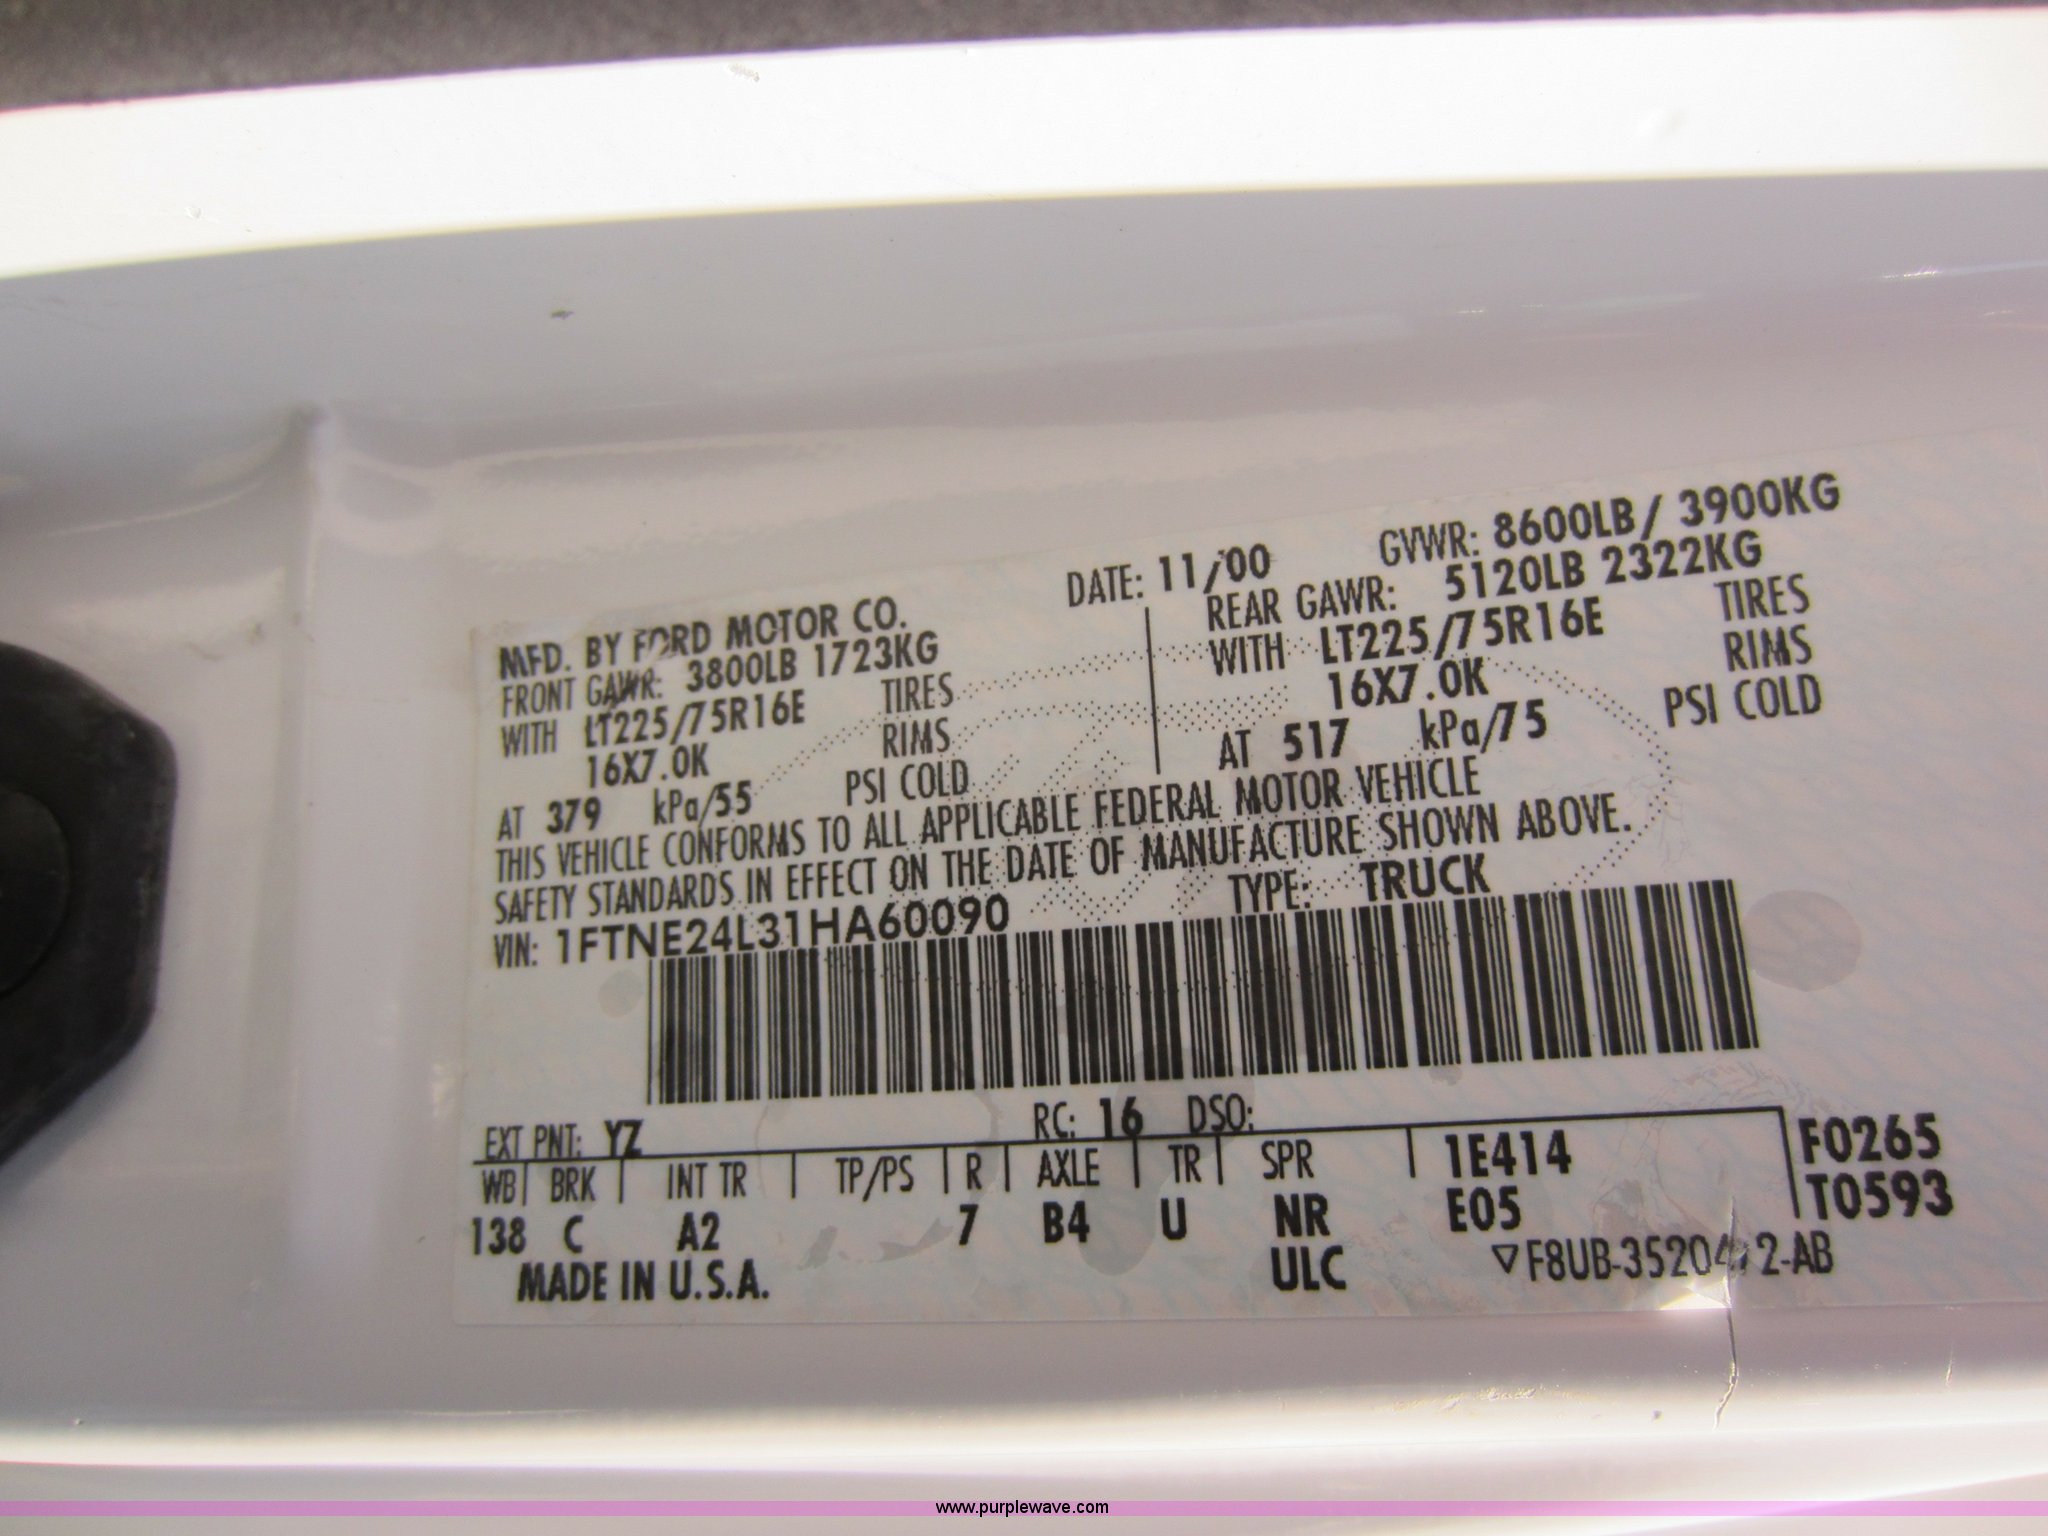 MFD. BY FORD MOTOR CO.
DATE: 11/00
GVWR: 8600LB/ 3900KG
FRONT GAWR: 3800LB 1723KG
WITH LT225/75R16E TIRES
16X7.0K RIMS
AT 379 kPa/55 PSI COLD
REAR GAWR: 5120LB 2322KG
WITH LT225/75R16E TIRES
16X7.0K RIMS
AT 517 kPa/75 PSI COLD
THIS VEHICLE CONFORMS TO ALL APPLICABLE FEDERAL MOTOR VEHICLE
SAFETY STANDARDS IN EFFECT ON THE DATE OF MANUFACTURE SHOWN ABOVE.
VIN: 1FTNE24L31HA60090 TYPE: TRUCK
EXT PNT: YZ RC: 16 DSO:
WB BRK INT TR TP/PS R AXLE TR SPR 1E414 F0265
138 C A2 7 B4 U NR E05 T0593
MADE IN U.S.A. ULC
www.purplewave.com